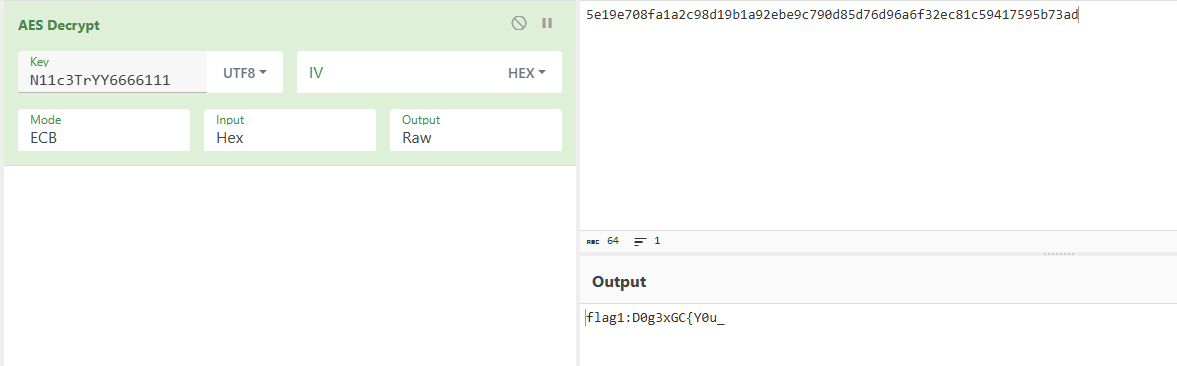 AES Decrypt
Key
N11c3TrYY6666111
UTF8
IV
HEX
Mode
ECB
Input
Hex
Output
Raw
5e19e708fa1a2c98d19b1a92ebe9c790d85d76d96a6f32ec81c59417595b73ad
ABC 64 1
Output
flag1:D0g3xGC{Y0u_